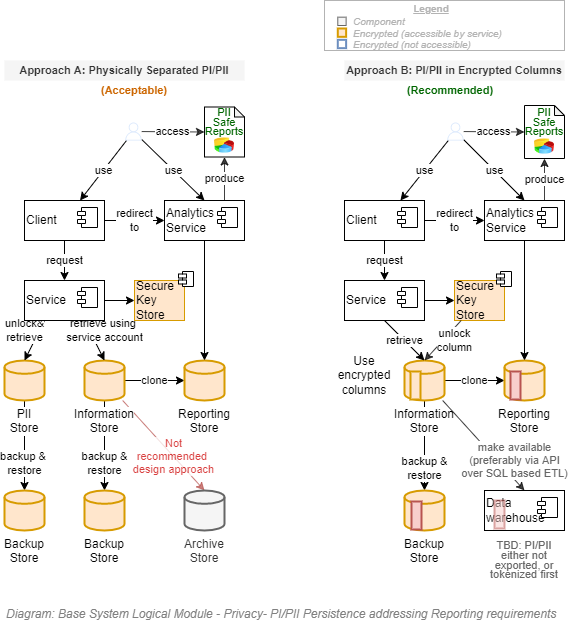 Legend
Component
Encrypted (accessible by service)
Encrypted (not accessible)
Approach A: Physically Separated PI/PII
(Acceptable)
PII
Safe
Reports
access
use
use
produce
Client
redirect
to
Analytics
Service
request
Service
Secure
Key
Store
unlock&
retrieve
retrieve using
service account
clone
PII
Store
Information
Store
Reporting
Store
backup &
restore
backup &
restore
Not
recommended
design approach
Backup
Store
Backup
Store
Archive
Store
Approach B: PI/PII in Encrypted Columns
(Recommended)
PII
Safe
Reports
access
use
use
produce
Client
redirect
to
Analytics
Service
request
Service
Secure
Key
Store
retrieve
unlock
column
Use
encrypted
columns
clone
Information
Store
Reporting
Store
backup &
restore
make available
(preferably via API
over SQL based ETL)
Backup
Store
Data
warehouse
TBD: PI/PII
either not
exported, or
tokenized first
Diagram: Base System Logical Module - Privacy- PI/PII Persistence addressing Reporting requirements